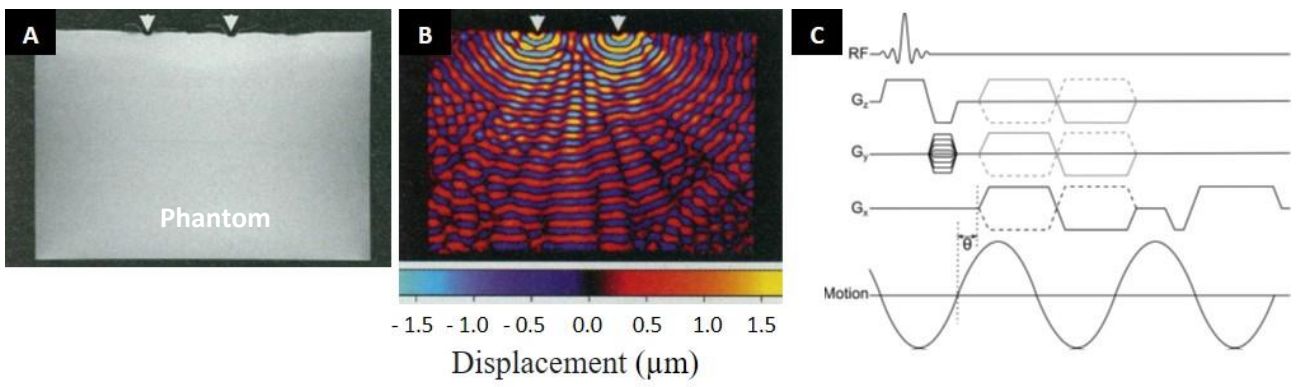 A
B
C
Phantom
-1.5 -1.0 -0.5 0.0 0.5 1.0 1.5
Displacement (µm)
RF
Gz
Gy
Gx
θ
Motion